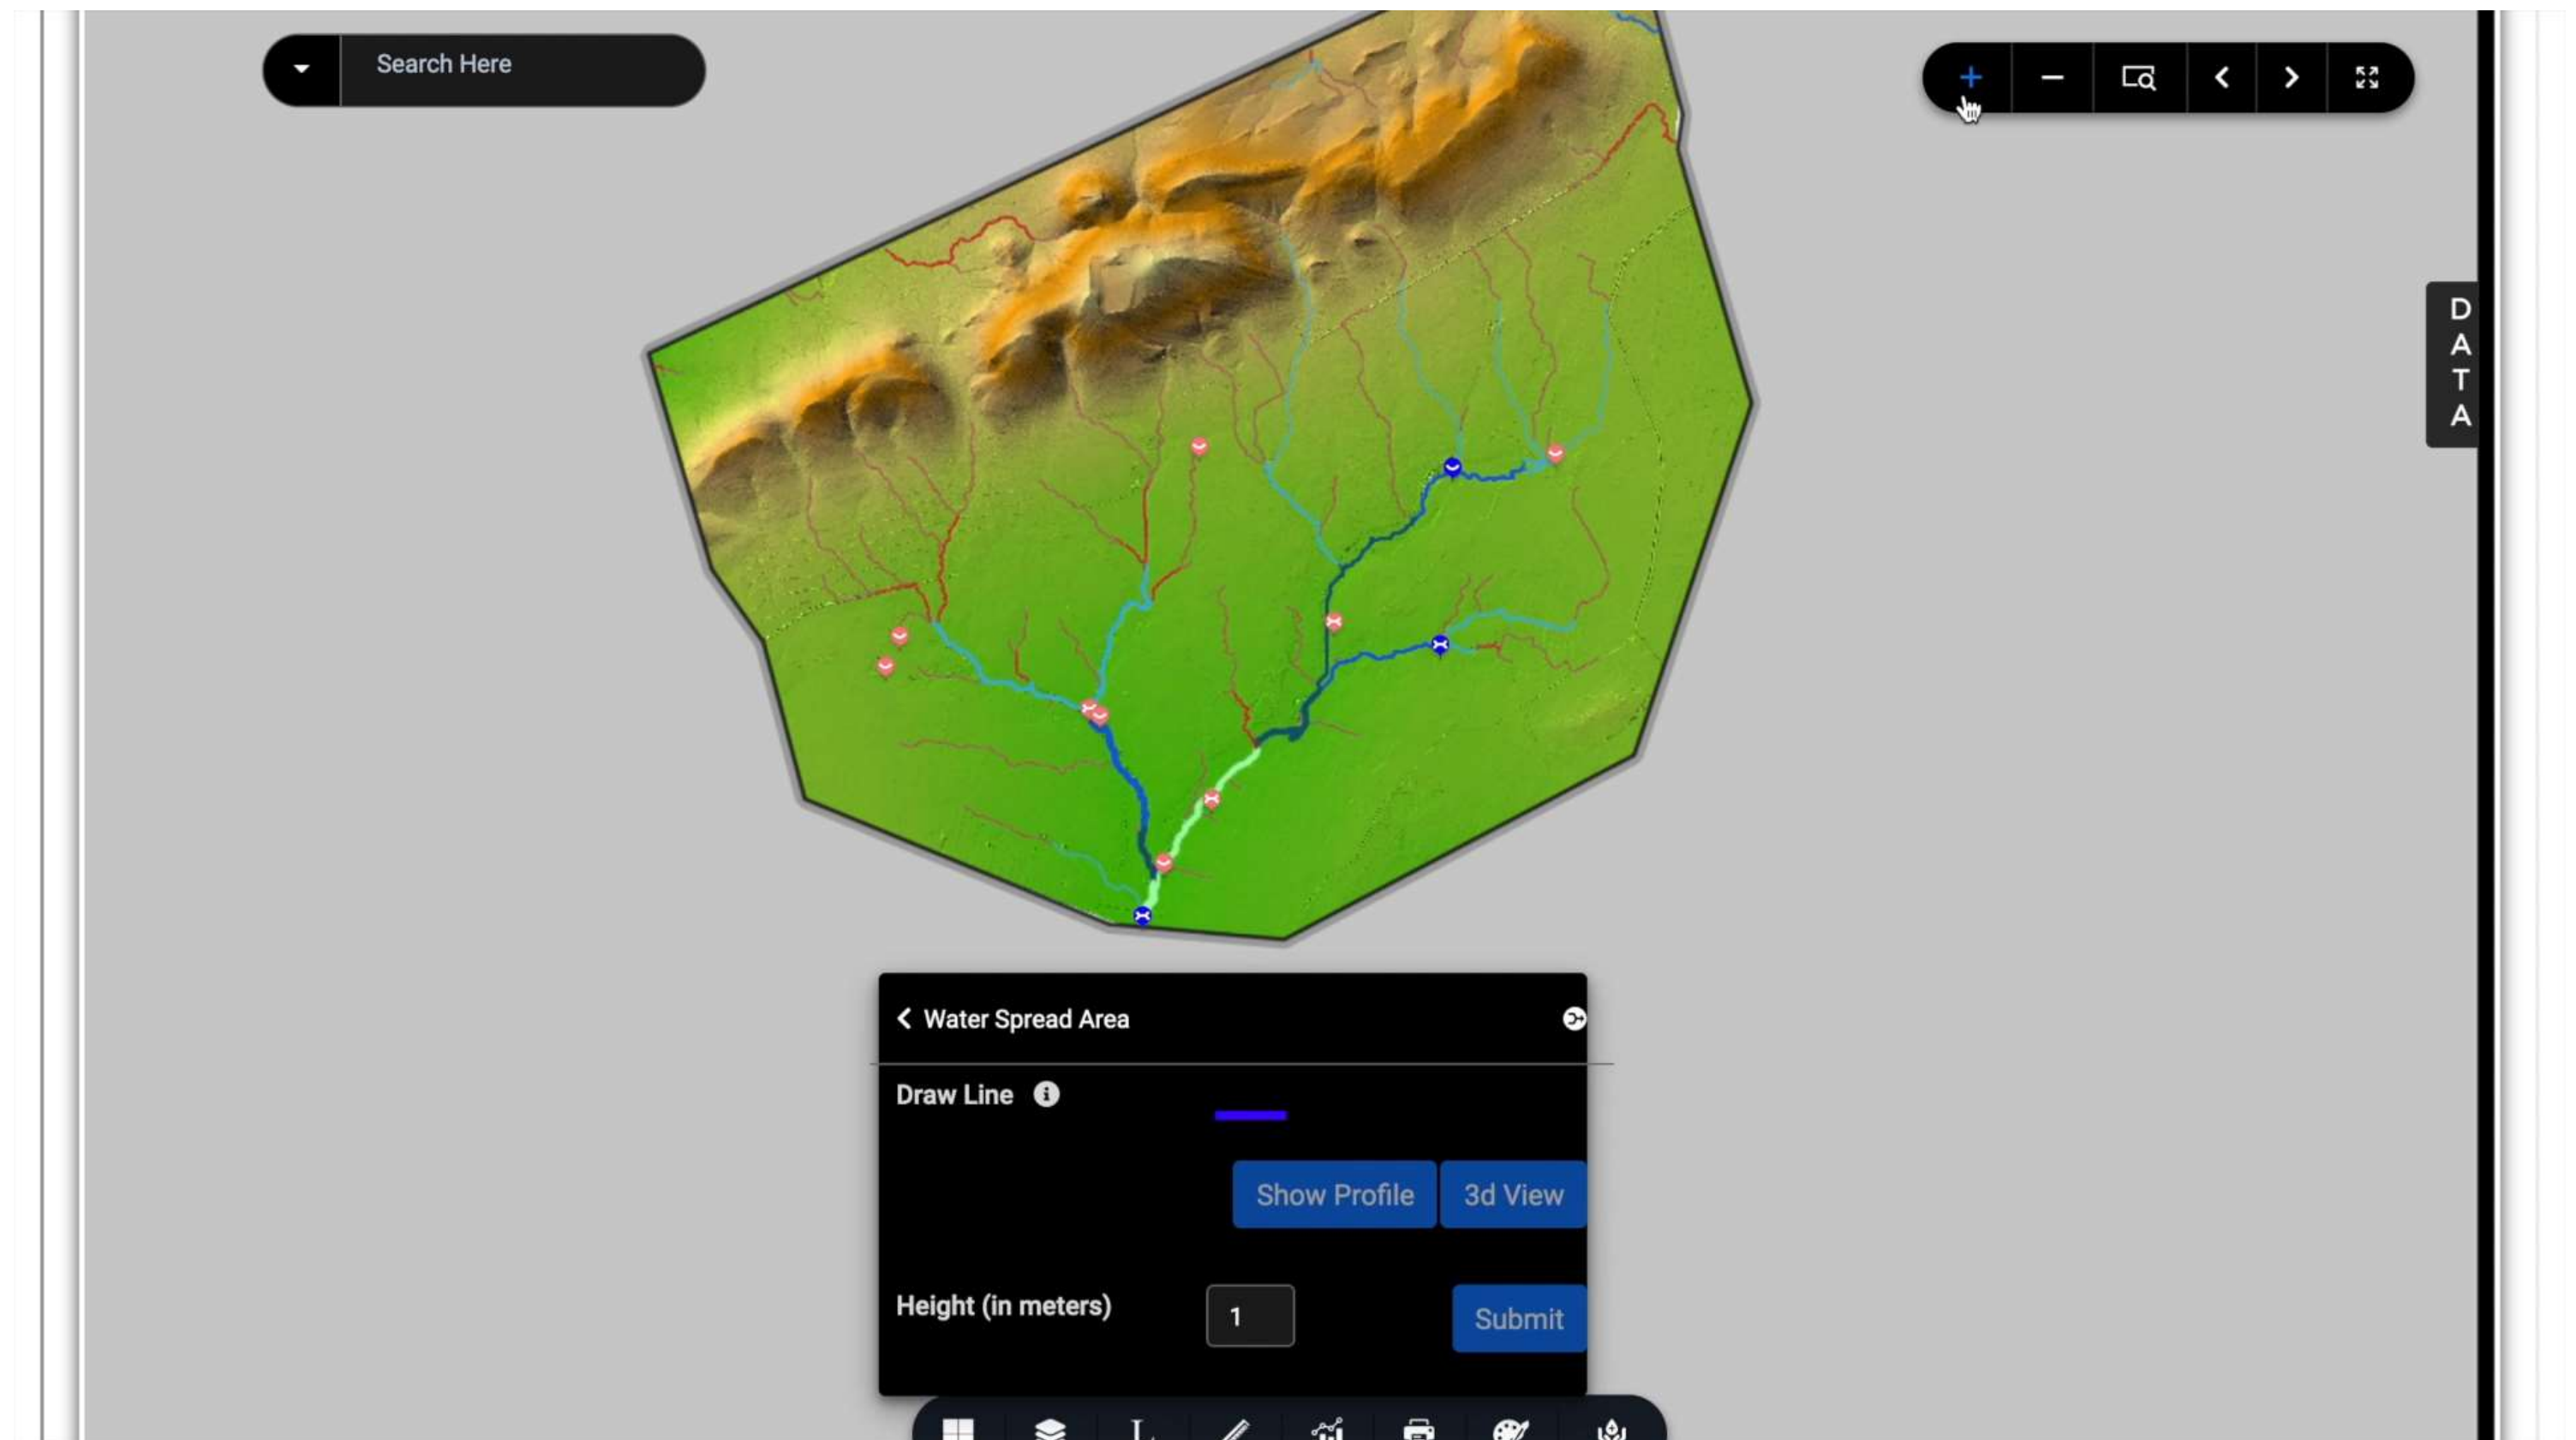 Search Here
D
A
T
A
Water Spread Area
Draw Line
Show Profile 3d View
Height (in meters) 1 Submit